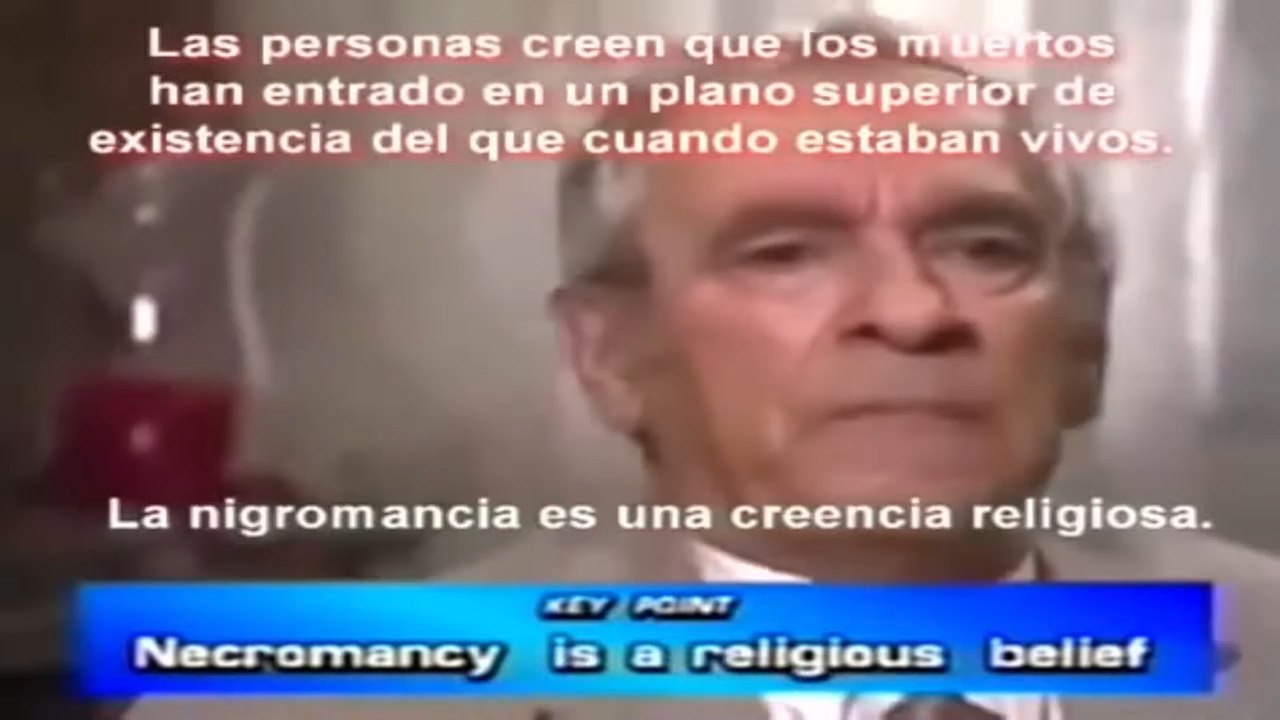 Las personas creen que los muertos
han entrado en un plano superior de
existencia del que cuando estaban vivos.
La nigromancia es una creencia religiosa.
KEY POINT
Necromancy is a religious belief